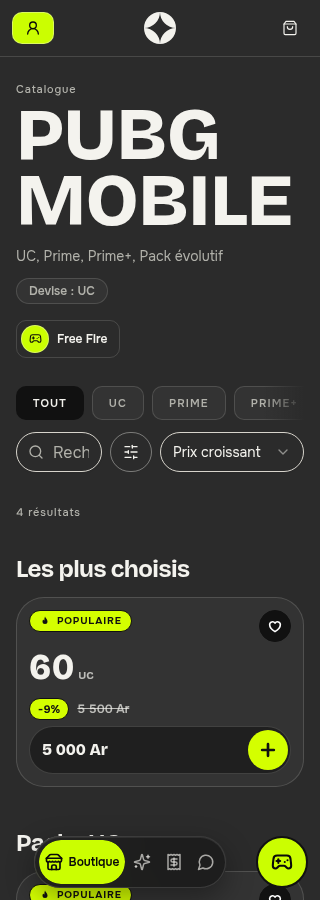 Catalogue
PUBG
MOBILE
UC, Prime, Prime+, Pack évolutif
Devise : UC
Free Fire
TOUT
UC
PRIME
PRIME+
Rech
Prix croissant
4 résultats
Les plus choisis
POPULAIRE
60 UC
-9% 5 500 Ar
5 000 Ar
Boutique
POPULAIRE